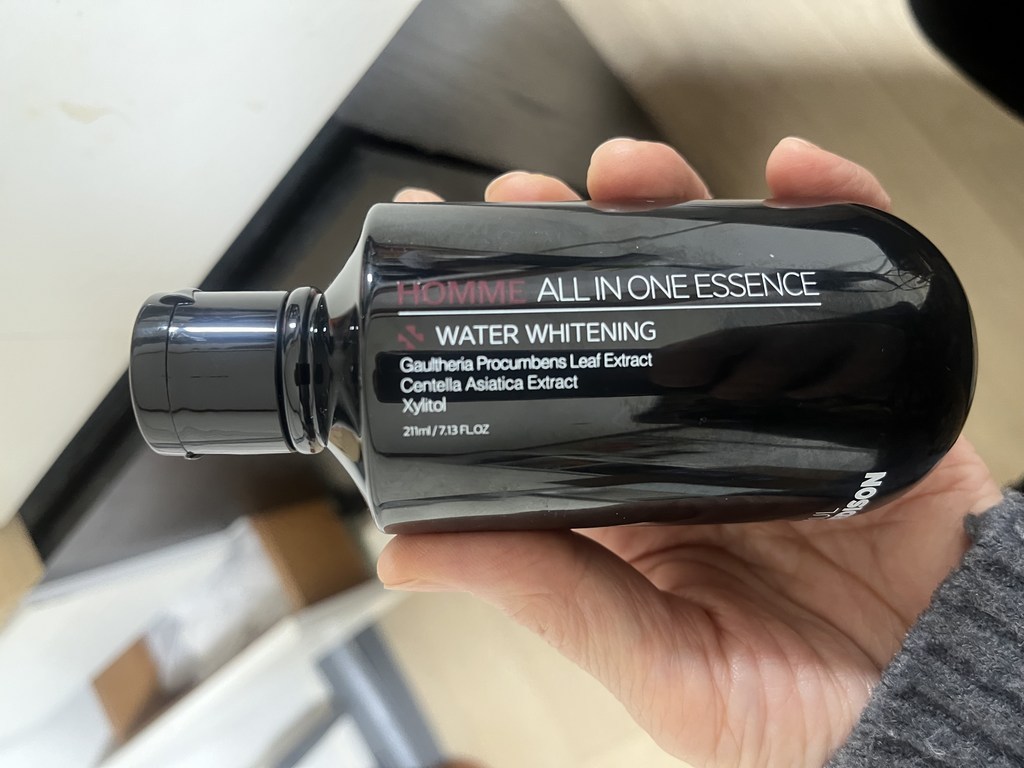 HOMME ALL IN ONE ESSENCE
WATER WHITENING
Gaultheria Procumbens Leaf Extract
Centella Asiatica Extract
Xylitol
211ml / 7.13 FL.OZ